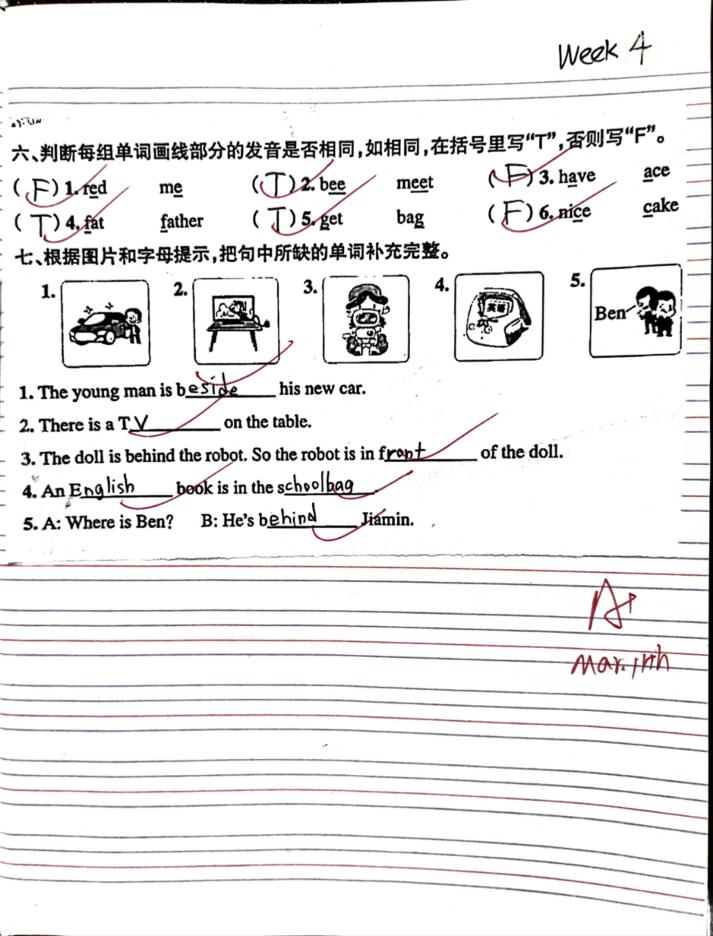 Week 4
六、判断每组单词画线部分的发音是否相同,如相同,在括号里写“T”,否则写“F”。
( F ) 1. red me ( T ) 2. bee meet ( F ) 3. have ace
( T ) 4. fat father ( T ) 5. get bag ( F ) 6. nice cake
七、根据图片和字母提示,把句中所缺的单词补充完整。
1. 2. 3. 4. 5.
英语
Ben
1. The young man is beside his new car.
2. There is a TV on the table.
3. The doll is behind the robot. So the robot is in front of the doll.
4. An English book is in the schoolbag.
5. A: Where is Ben? B: He's behind Jiamin.
A+